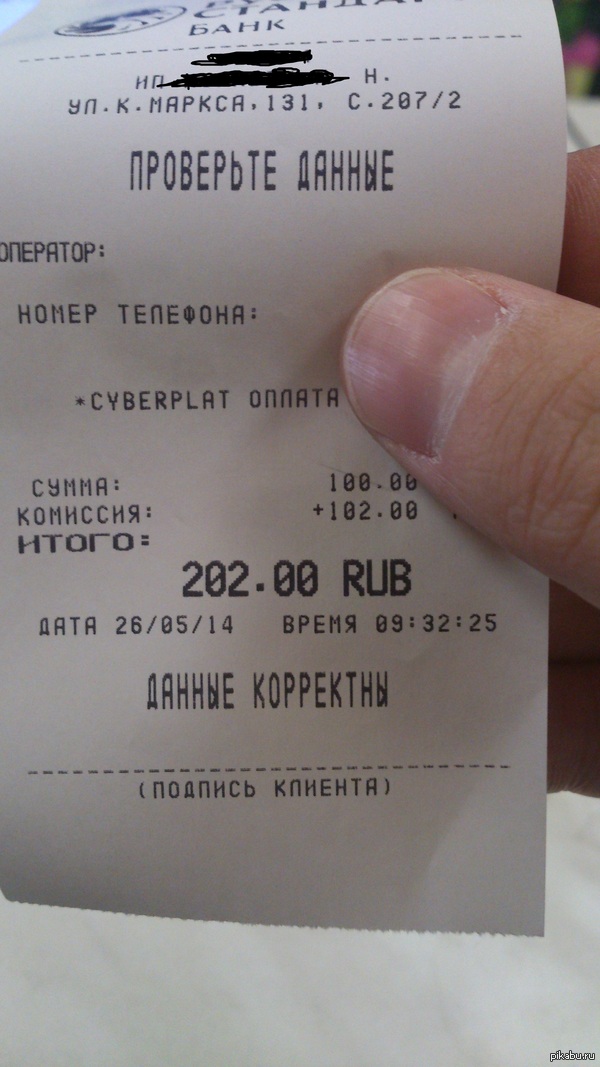 СТАНДАРТ
БАНК
ИП Н.
УЛ.К.МАРКСА,131, С.207/2
ПРОВЕРЬТЕ ДАННЫЕ
ОПЕРАТОР:
НОМЕР ТЕЛЕФОНА:
*CYBERPLAT ОПЛАТА
СУММА: 100.00
КОМИССИЯ: +102.00
ИТОГО:
202.00 RUB
ДАТА 26/05/14 ВРЕМЯ 09:32:25
ДАННЫЕ КОРРЕКТНЫ
(ПОДПИСЬ КЛИЕНТА)
pikabu.ru